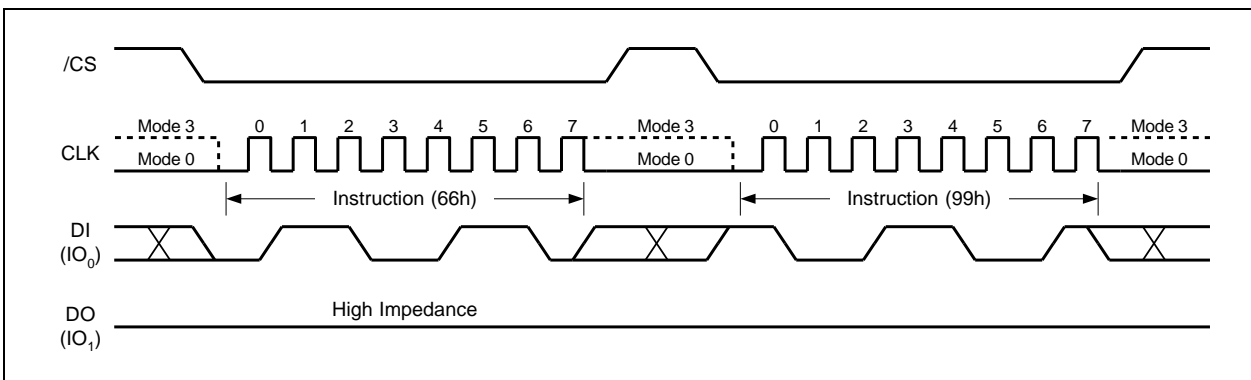 /CS
Mode 3 0 1 2 3 4 5 6 7 Mode 3 0 1 2 3 4 5 6 7 Mode 3
CLK
Mode 0 Mode 0 Mode 0
Instruction (66h) Instruction (99h)
DI
(IO₀)
High Impedance
DO
(IO₁)